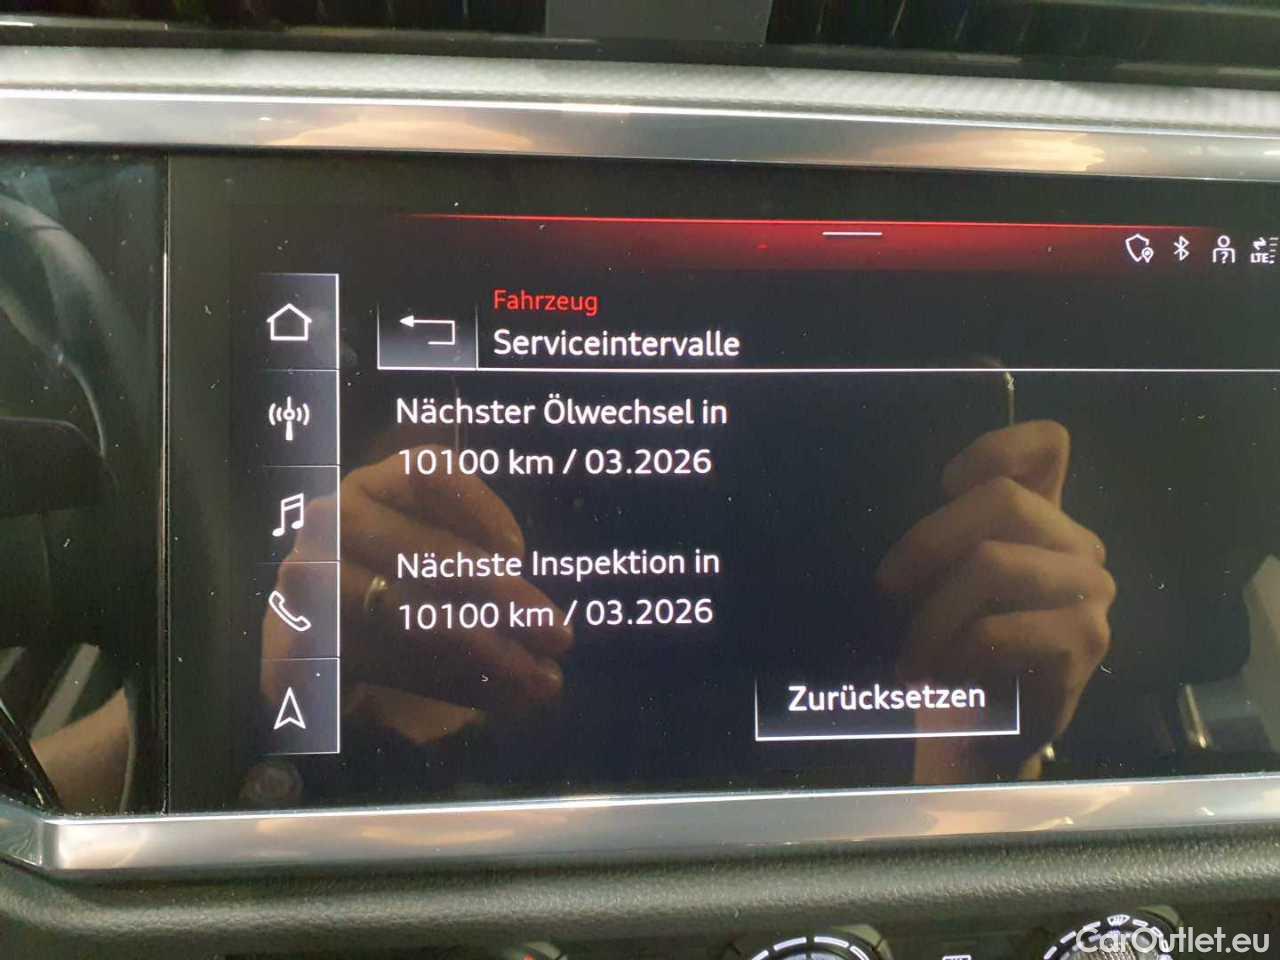 LTE
Fahrzeug
Serviceintervalle
Nächster Ölwechsel in
10100 km / 03.2026
Nächste Inspektion in
10100 km / 03.2026
Zurücksetzen
CarOutlet.eu